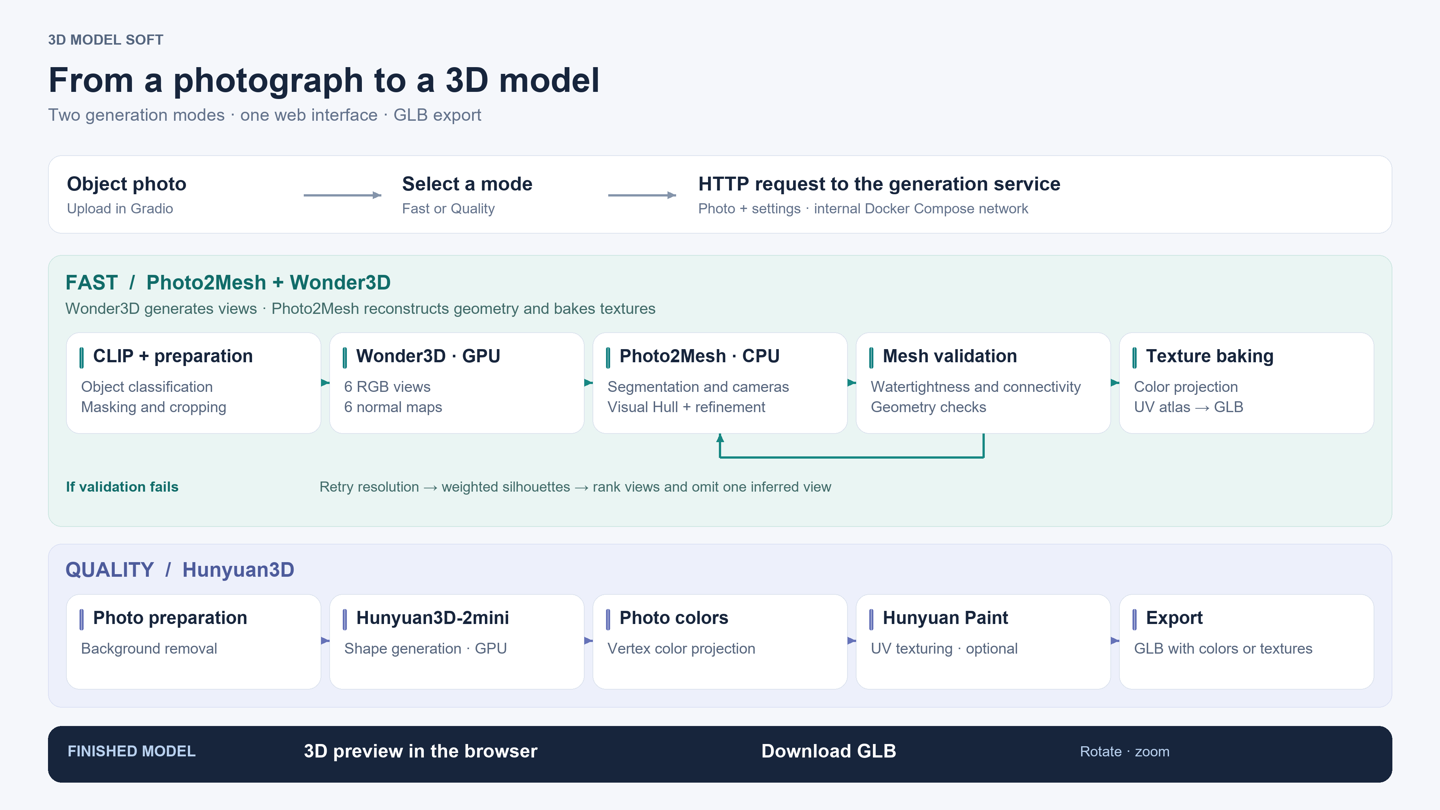 3D MODEL SOFT
From a photograph to a 3D model
Two generation modes · one web interface · GLB export
Object photo
Upload in Gradio
Select a mode
Fast or Quality
HTTP request to the generation service
Photo + settings · internal Docker Compose network
FAST / Photo2Mesh + Wonder3D
Wonder3D generates views · Photo2Mesh reconstructs geometry and bakes textures
CLIP + preparation
Object classification
Masking and cropping
Wonder3D · GPU
6 RGB views
6 normal maps
Photo2Mesh · CPU
Segmentation and cameras
Visual Hull + refinement
Mesh validation
Watertightness and connectivity
Geometry checks
Texture baking
Color projection
UV atlas → GLB
If validation fails
Retry resolution → weighted silhouettes → rank views and omit one inferred view
QUALITY / Hunyuan3D
Photo preparation
Background removal
Hunyuan3D-2mini
Shape generation · GPU
Photo colors
Vertex color projection
Hunyuan Paint
UV texturing · optional
Export
GLB with colors or textures
FINISHED MODEL
3D preview in the browser
Download GLB
Rotate · zoom